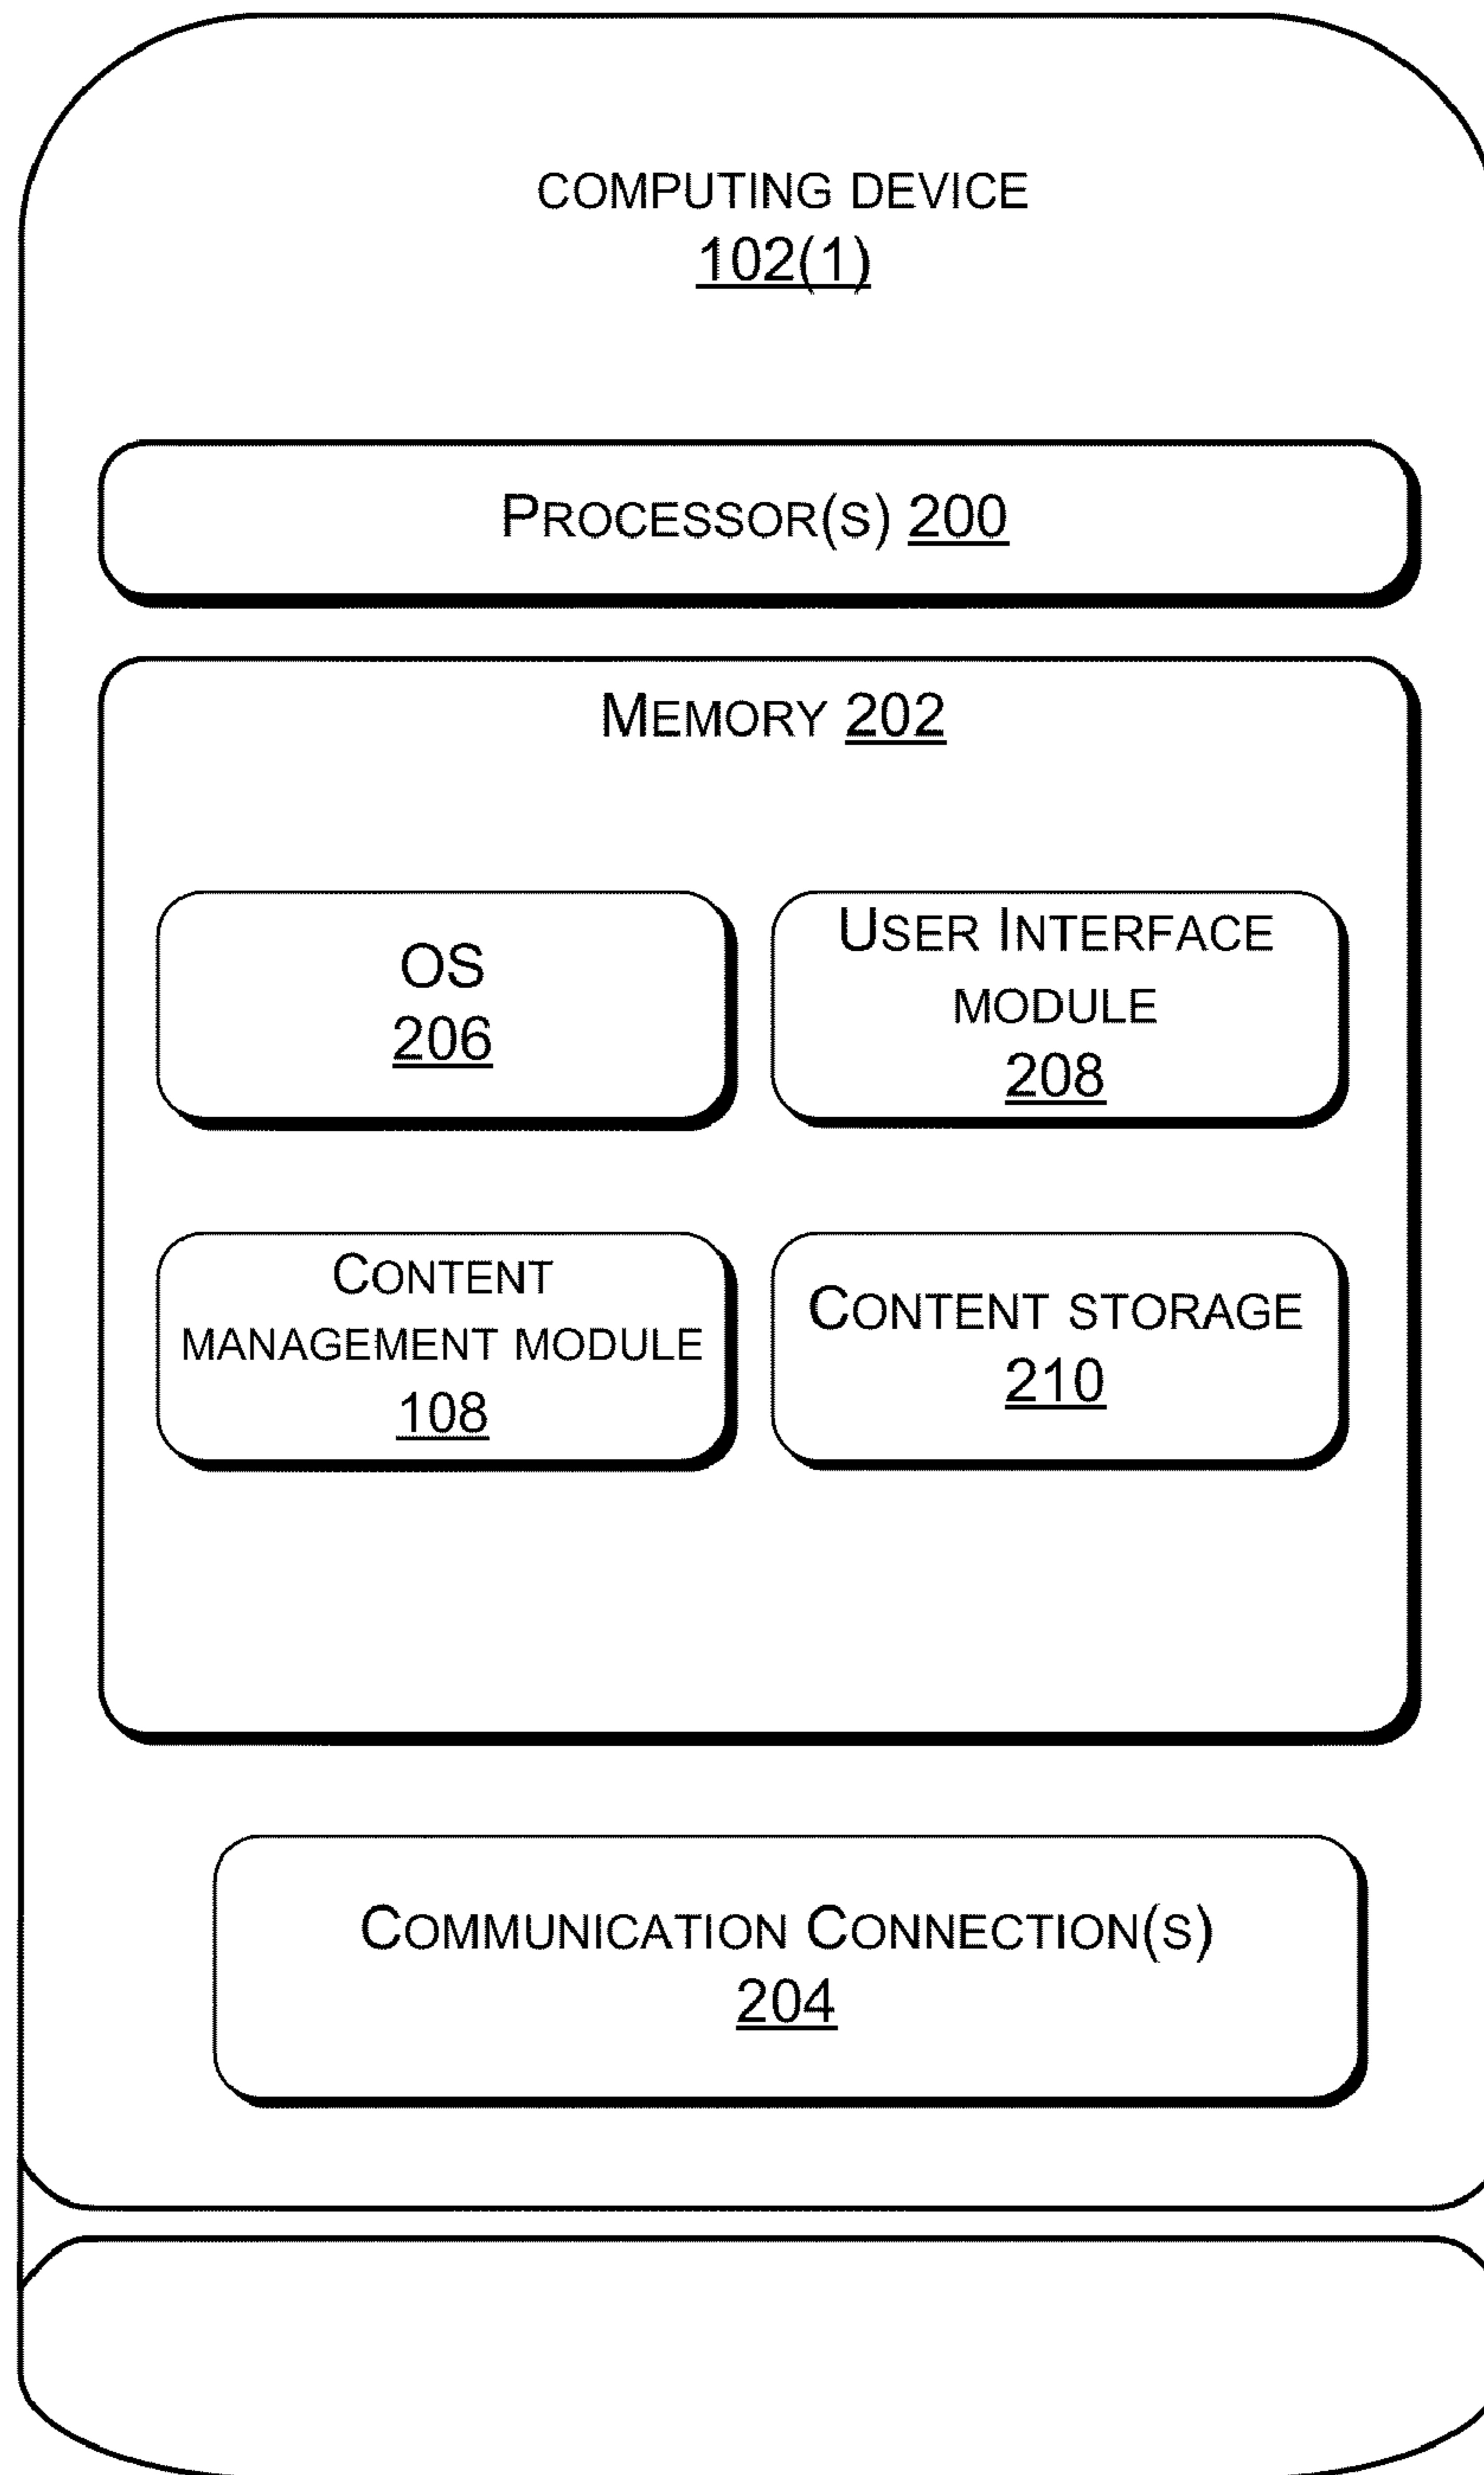 COMPUTING DEVICE
102(1)
PROCESSOR(S) 200
MEMORY 202
OS
206
USER INTERFACE
MODULE
208
CONTENT
MANAGEMENT MODULE
108
CONTENT STORAGE
210
COMMUNICATION CONNECTION(S)
204